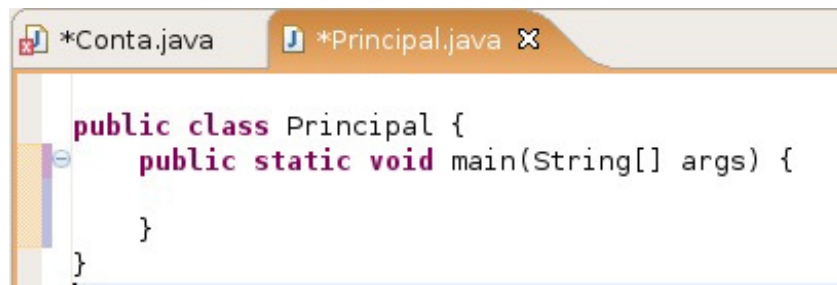 *Conta.java *Principal.java
public class Principal {
public static void main(String[] args) {
}
}